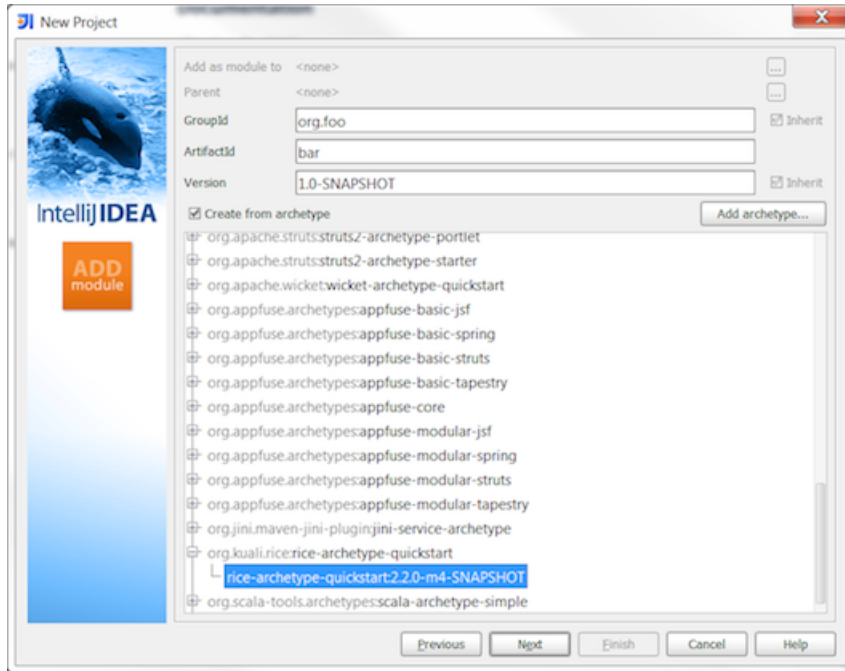 Documentation
New Project
Add as module to <none> ...
Parent <none> ...
GroupId org.foo Inherit
ArtifactId bar
Version 1.0-SNAPSHOT Inherit
IntelliJIDEA
ADD
module
Create from archetype Add archetype...
org.apache.struts:struts2-archetype-portlet
org.apache.struts:struts2-archetype-starter
org.apache.wicket:wicket-archetype-quickstart
org.appfuse.archetypes:appfuse-basic-jsf
org.appfuse.archetypes:appfuse-basic-spring
org.appfuse.archetypes:appfuse-basic-struts
org.appfuse.archetypes:appfuse-basic-tapestry
org.appfuse.archetypes:appfuse-core
org.appfuse.archetypes:appfuse-modular-jsf
org.appfuse.archetypes:appfuse-modular-spring
org.appfuse.archetypes:appfuse-modular-struts
org.appfuse.archetypes:appfuse-modular-tapestry
org.jini.maven-jini-plugin:jini-service-archetype
org.kuali.rice:rice-archetype-quickstart
rice-archetype-quickstart:2.2.0-m4-SNAPSHOT
org.scala-tools.archetypes:scala-archetype-simple
Previous Next Finish Cancel Help